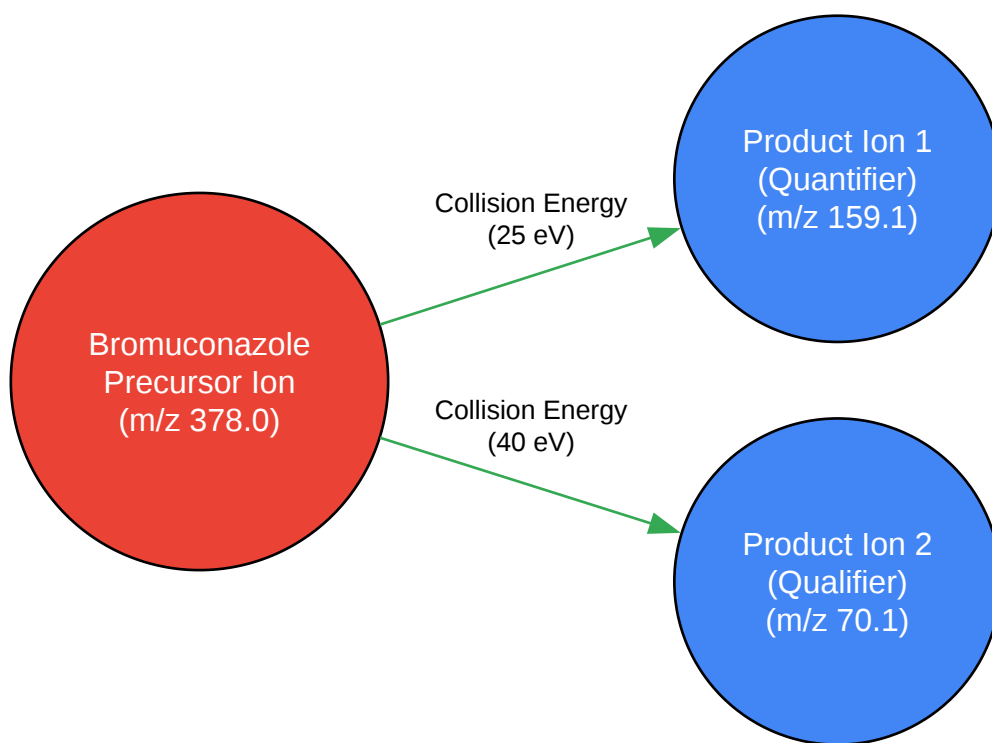 Bromuconazole
Precursor Ion
(m/z 378.0)
Collision Energy
(25 eV)
Product Ion 1
(Quantifier)
(m/z 159.1)
Collision Energy
(40 eV)
Product Ion 2
(Qualifier)
(m/z 70.1)